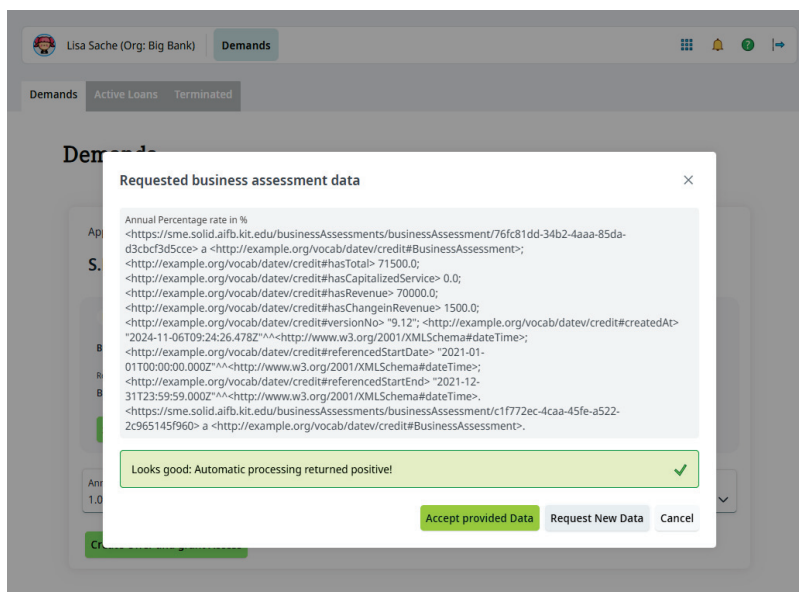 Lisa Sache (Org: Big Bank) Demands
Demands Active Loans Terminated
Requested business assessment data
Annual Percentage rate in %
<https://sme.solid.aifb.kit.edu/businessAssessments/businessAssessment/76fc81dd-34b2-4aaa-85da-
d3cbcf3d5cce> a <http://example.org/vocab/datev/credit#BusinessAssessment>;
<http://example.org/vocab/datev/credit#hasTotal> 71500.0;
<http://example.org/vocab/datev/credit#hasCapitalizedService> 0.0;
<http://example.org/vocab/datev/credit#hasRevenue> 70000.0;
<http://example.org/vocab/datev/credit#hasChangeinRevenue> 1500.0;
<http://example.org/vocab/datev/credit#versionNo> "9.12"; <http://example.org/vocab/datev/credit#createdAt>
"2024-11-06T09:24:26.478Z"^^<http://www.w3.org/2001/XMLSchema#dateTime>;
<http://example.org/vocab/datev/credit#referencedStartDate> "2021-01-
01T00:00:00.000Z"^^<http://www.w3.org/2001/XMLSchema#dateTime>;
<http://example.org/vocab/datev/credit#referencedStartEnd> "2021-12-
31T23:59:59.000Z"^^<http://www.w3.org/2001/XMLSchema#dateTime>.
<https://sme.solid.aifb.kit.edu/businessAssessments/businessAssessment/c1f772ec-4caa-45fe-a522-
2c965145f960> a <http://example.org/vocab/datev/credit#BusinessAssessment>.
Looks good: Automatic processing returned positive!
Accept provided Data Request New Data Cancel